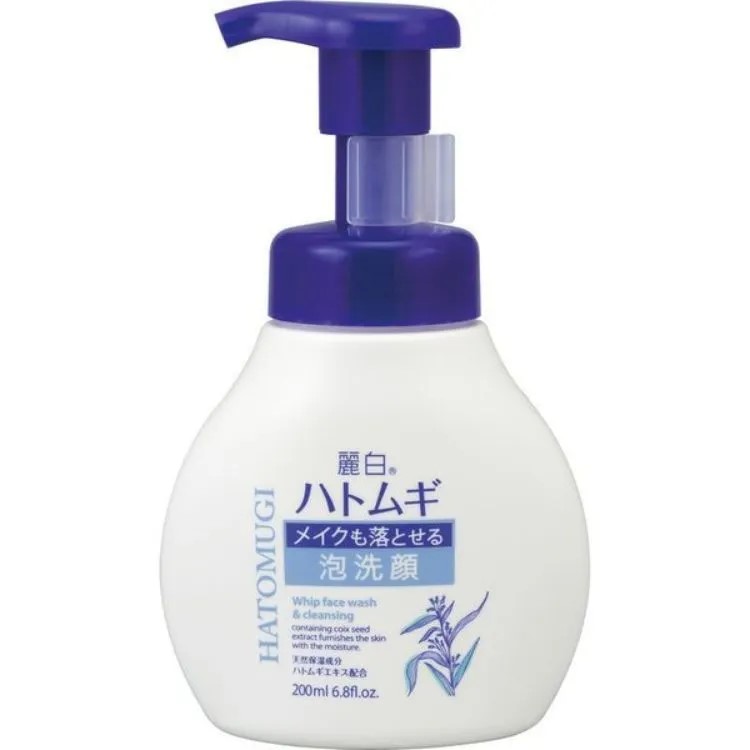 麗白®
ハトムギ
メイクも落とせる
泡洗顔
Whip face wash
& cleansing
containing coix seed
extract furnishes the skin
with the moisture.
天然保湿成分
ハトムギエキス配合
200ml 6.8fl.oz.
HATOMUGI